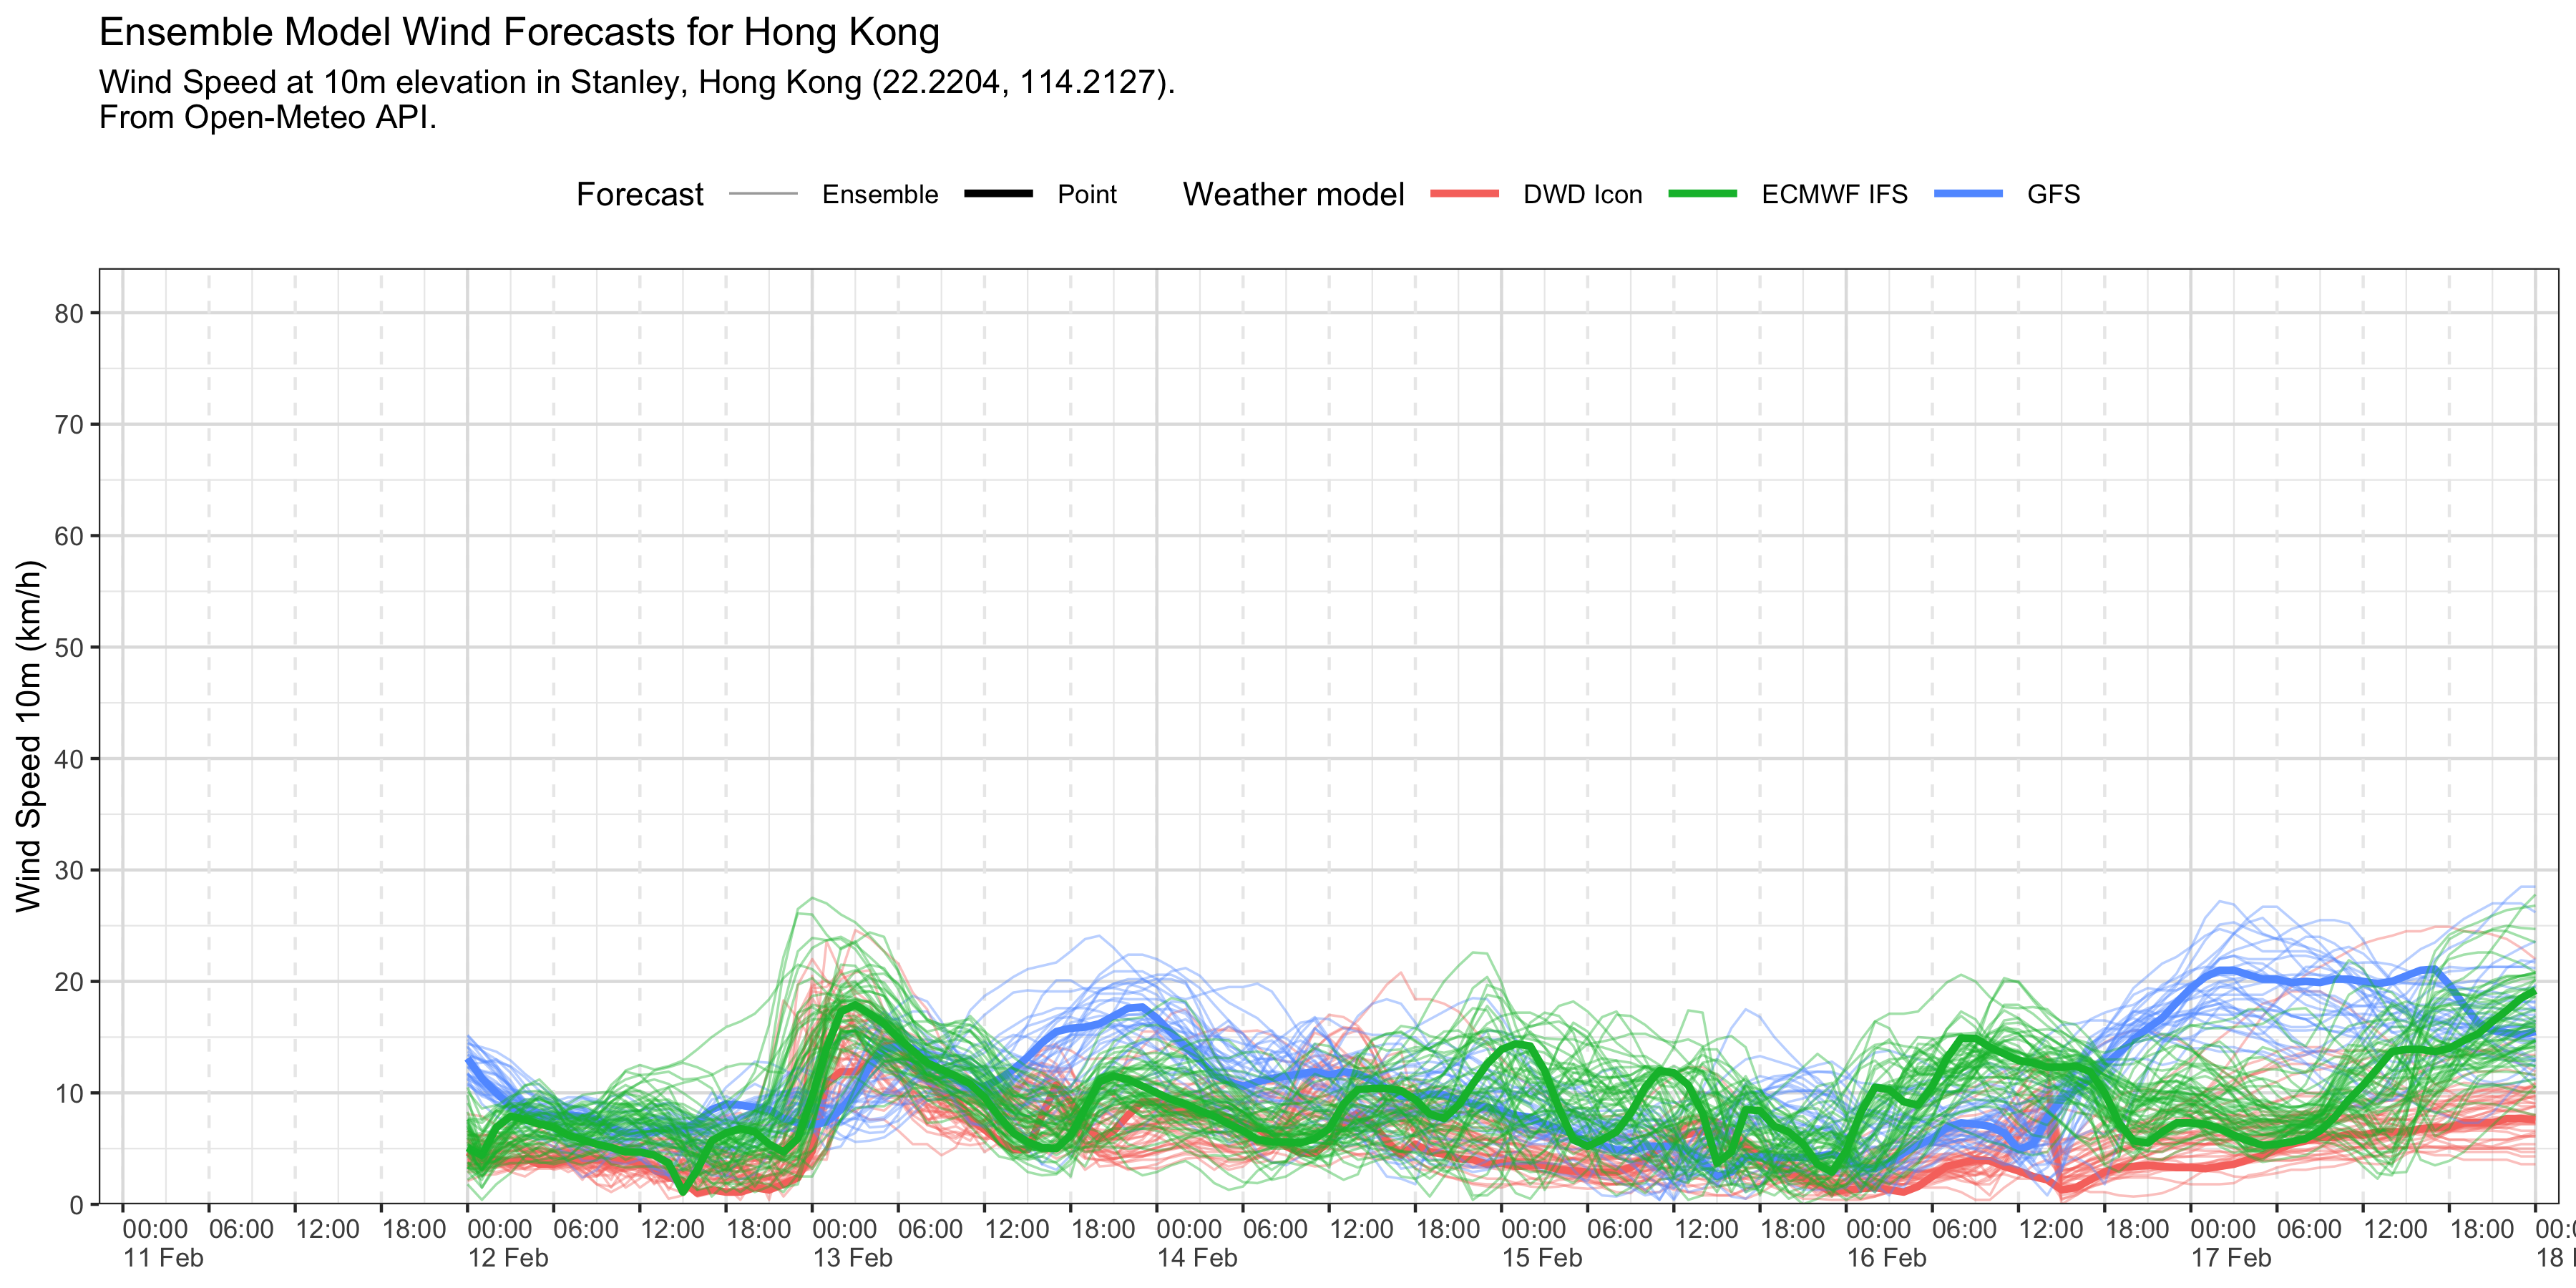 Ensemble Model Wind Forecasts for Hong Kong
Wind Speed at 10m elevation in Stanley, Hong Kong (22.2204, 114.2127).
From Open-Meteo API.
Forecast Ensemble Point Weather model DWD Icon ECMWF IFS GFS
Wind Speed 10m (km/h)
80
70
60
50
40
30
20
10
0
00:00 06:00 12:00 18:00 00:00 06:00 12:00 18:00 00:00 06:00 12:00 18:00 00:00 06:00 12:00 18:00 00:00 06:00 12:00 18:00 00:00 06:00 12:00 18:00 00:00 06:00 12:00 18:00
11 Feb 12 Feb 13 Feb 14 Feb 15 Feb 16 Feb 17 Feb 18